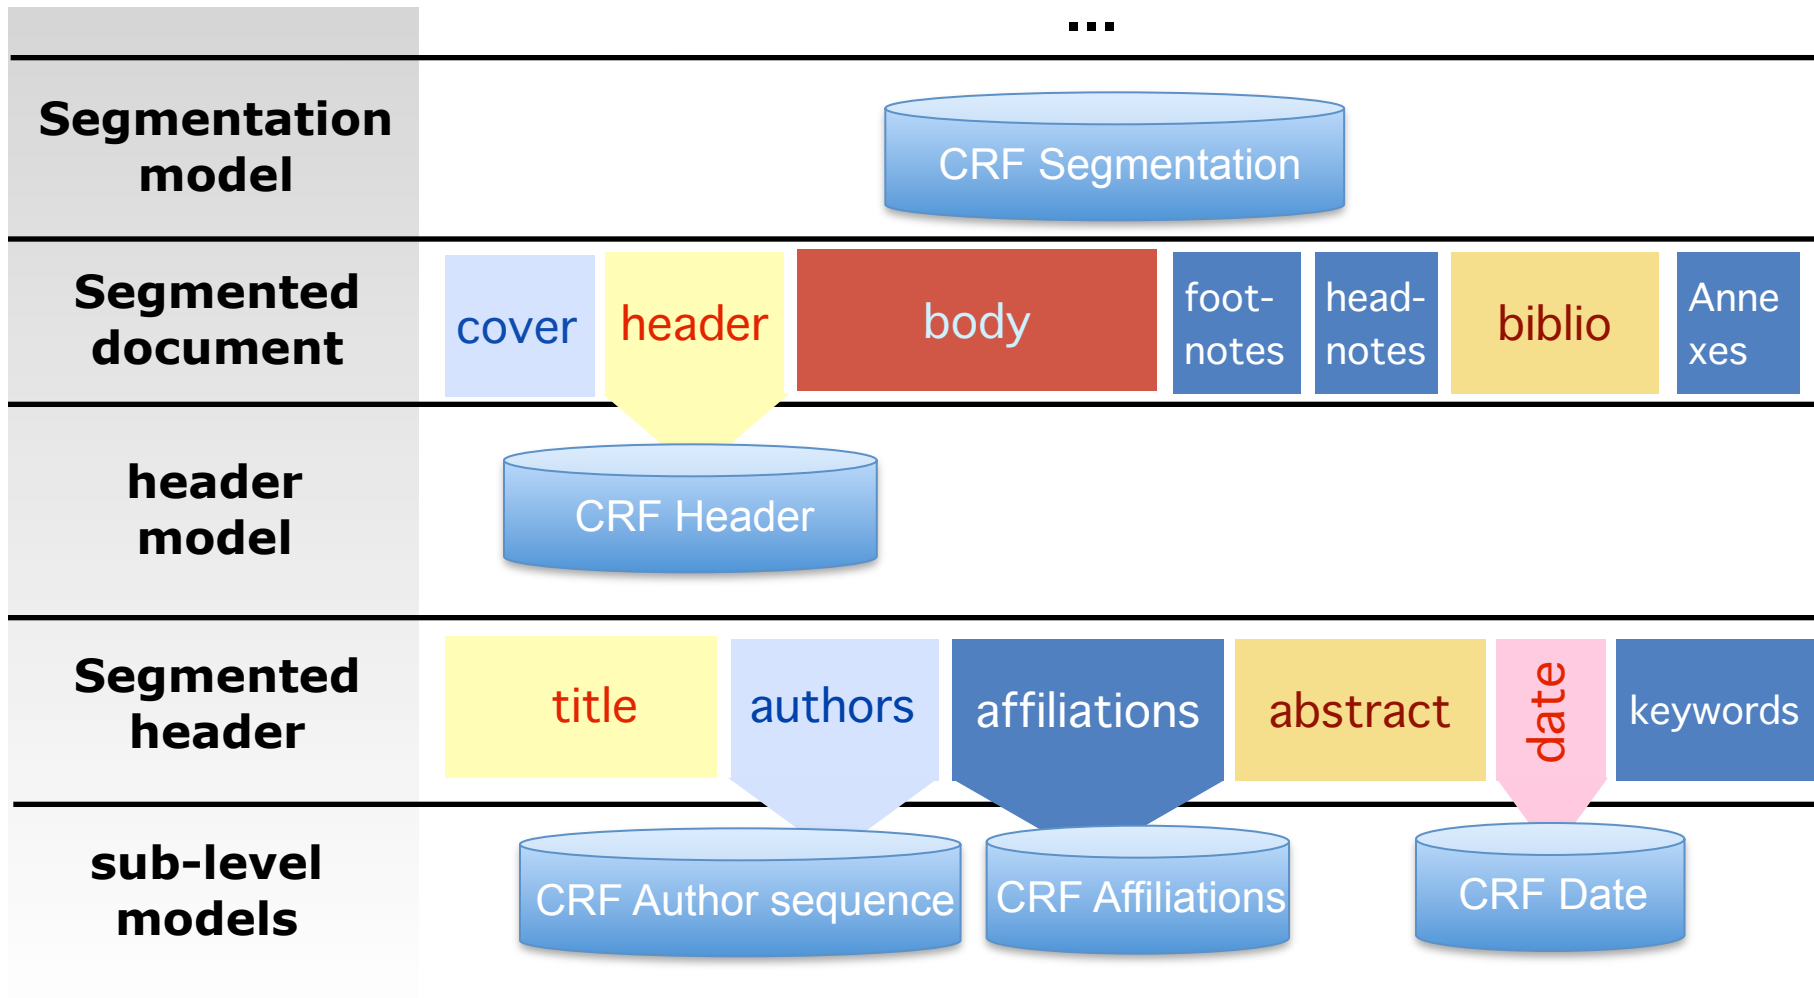 ...
Segmentation
model
CRF Segmentation
Segmented
document
cover
header
body
foot-
notes
head-
notes
biblio
Anne
xes
header
model
CRF Header
Segmented
header
title
authors
affiliations
abstract
date
keywords
sub-level
models
CRF Author sequence
CRF Affiliations
CRF Date